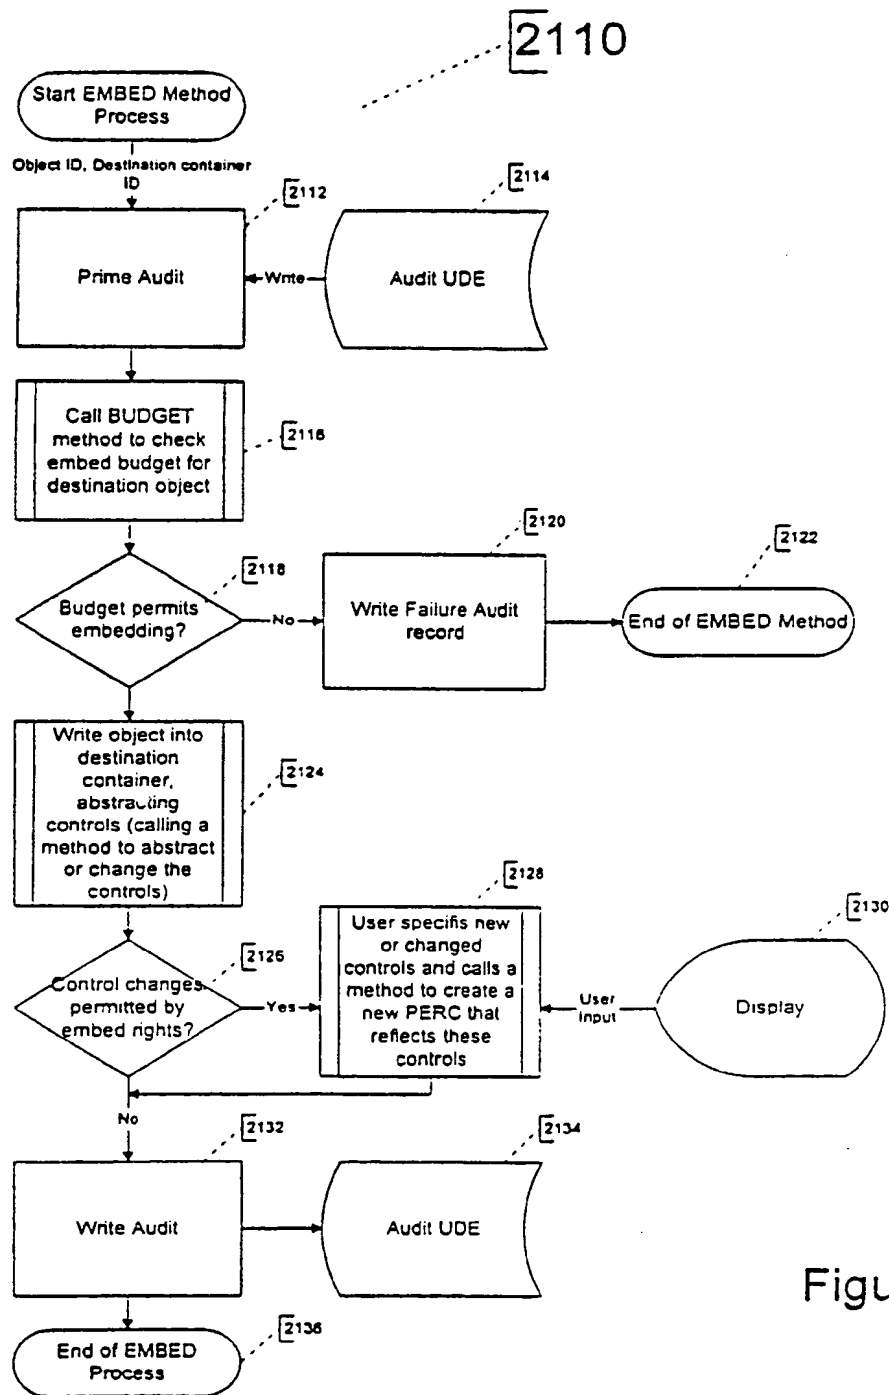 2110
Start EMBED Method
Process
Object ID, Destination container
ID
2112
2114
Prime Audit
Write
Audit UDE
Call BUDGET
method to check
embed budget for
destination object
2116
2118
2120
2122
Budget permits
embedding?
No
Write Failure Audit
record
End of EMBED Method
Write object into
destination
container,
abstracting
controls (calling a
method to abstract
or change the
controls)
2124
2126
2128
2130
Control changes
permitted by
embed rights?
Yes
User specifis new
or changed
controls and calls a
method to create a
new PERC that
reflects these
controls
User
Input
Display
No
2132
2134
Write Audit
Audit UDE
Figu
2136
End of EMBED
Process